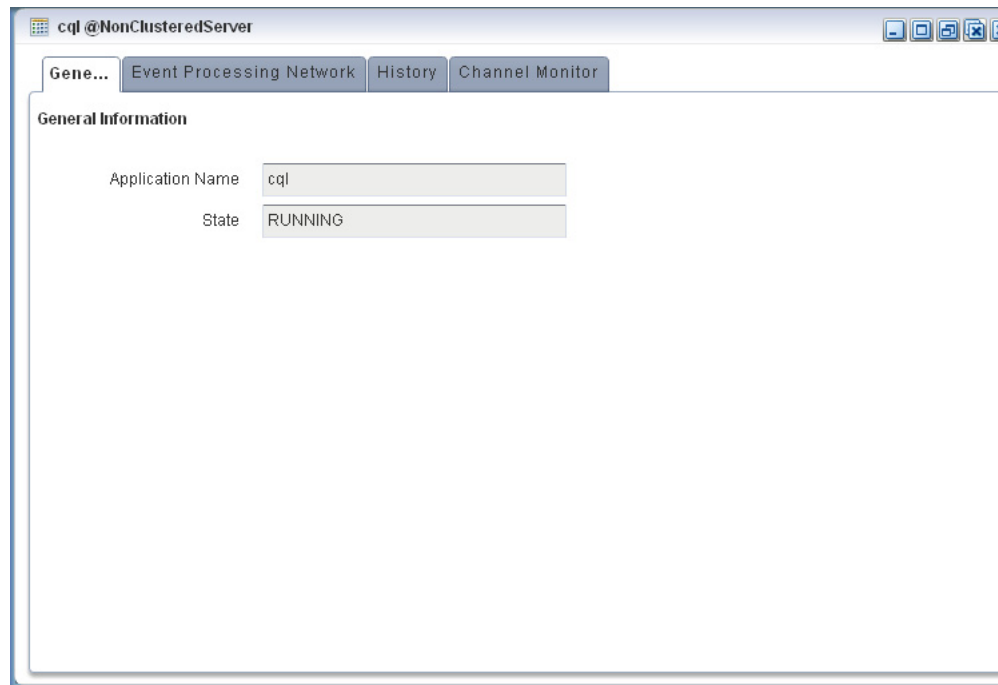 cql @NonClusteredServer
Gene... Event Processing Network History Channel Monitor
General Information
Application Name cql
State RUNNING